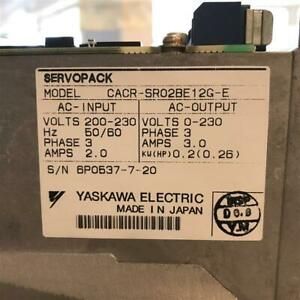 SERVOPACK
MODEL CACR-SR02BE12G-E
AC-INPUT AC-OUTPUT
VOLTS 200-230 VOLTS 0-230
Hz 50/60 PHASE 3
PHASE 3 AMPS 3.0
AMPS 2.0 KW(HP) 0.2(0.26)
S/N 6P0537-7-20
YASKAWA ELECTRIC
MADE IN JAPAN